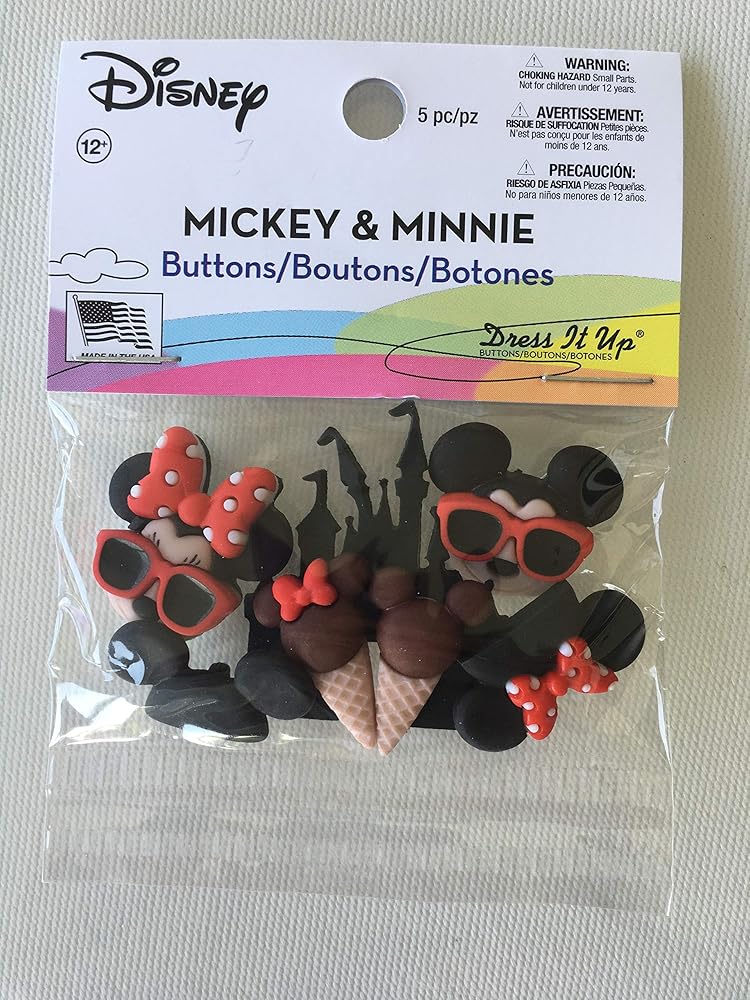 Disney
12+
5 pc/pz
WARNING:
CHOKING HAZARD Small Parts.
Not for children under 12 years.
AVERTISSEMENT:
RISQUE DE SUFFOCATION Petites pièces.
N'est pas conçu pour les enfants de
moins de 12 ans.
PRECAUCIÓN:
RIESGO DE ASFIXIA Piezas Pequeñas.
No para niños menores de 12 años.
MICKEY & MINNIE
Buttons/Boutons/Botones
MADE IN THE USA
Dress It Up®
BUTTONS/BOUTONS/BOTONES